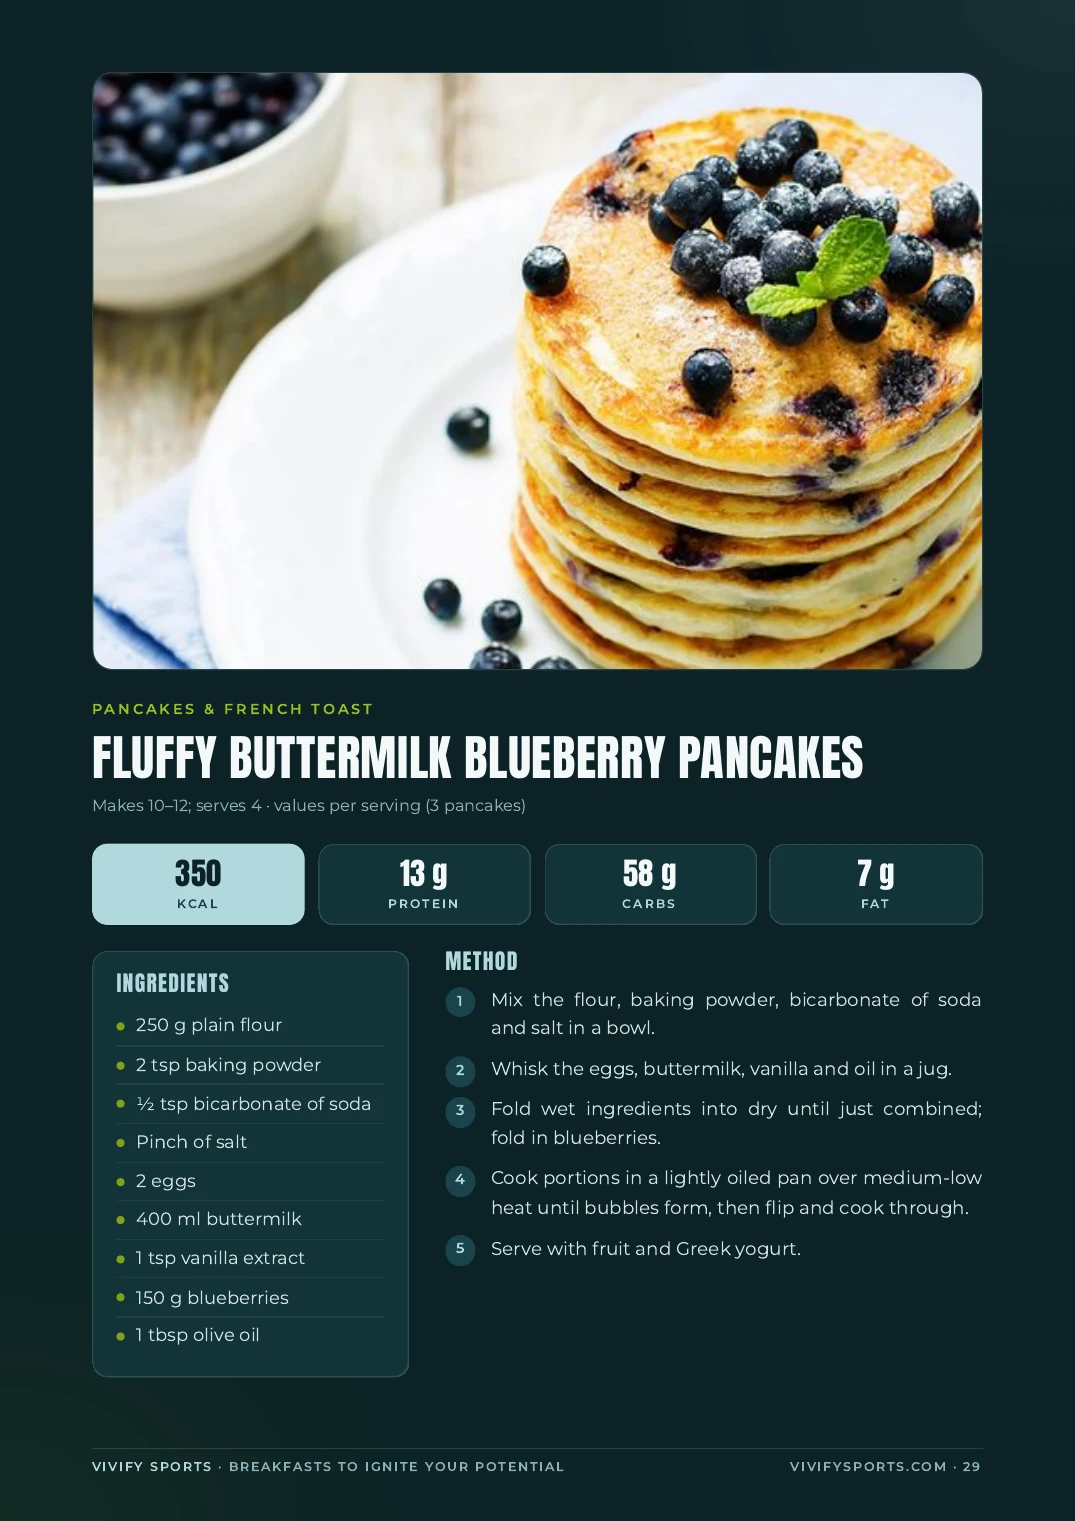 PANCAKES & FRENCH TOAST
FLUFFY BUTTERMILK BLUEBERRY PANCAKES
Makes 10–12; serves 4 · values per serving (3 pancakes)
350
KCAL
13 g
PROTEIN
58 g
CARBS
7 g
FAT
INGREDIENTS
250 g plain flour
2 tsp baking powder
½ tsp bicarbonate of soda
Pinch of salt
2 eggs
400 ml buttermilk
1 tsp vanilla extract
150 g blueberries
1 tbsp olive oil
METHOD
1 Mix the flour, baking powder, bicarbonate of soda
and salt in a bowl.
2 Whisk the eggs, buttermilk, vanilla and oil in a jug.
3 Fold wet ingredients into dry until just combined;
fold in blueberries.
4 Cook portions in a lightly oiled pan over medium-low
heat until bubbles form, then flip and cook through.
5 Serve with fruit and Greek yogurt.
VIVIFY SPORTS · BREAKFASTS TO IGNITE YOUR POTENTIAL
VIVIFYSPORTS.COM · 29